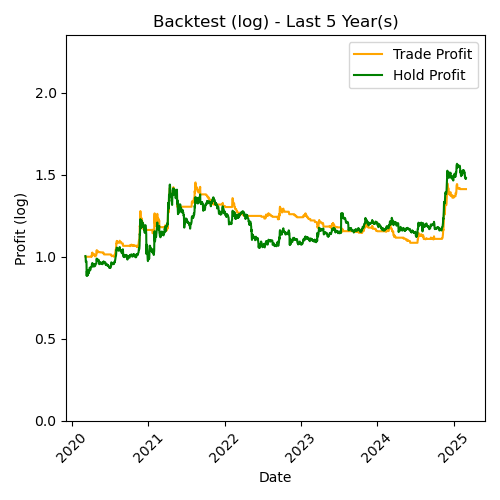 Backtest (log) - Last 5 Year(s)
Trade Profit
Hold Profit
Profit (log)
2.0
1.5
1.0
0.5
0.0
2020
2021
2022
2023
2024
2025
Date